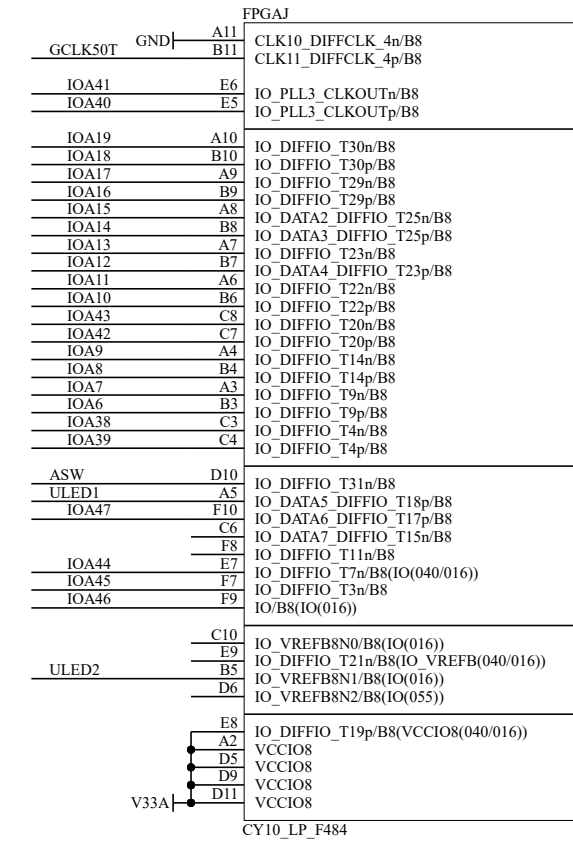 FPGAJ
GND A11 CLK10_DIFFCLK_4n/B8
GCLK50T B11 CLK11_DIFFCLK_4p/B8
IOA41 E6 IO_PLL3_CLKOUTn/B8
IOA40 E5 IO_PLL3_CLKOUTp/B8
IOA19 A10 IO_DIFFIO_T30n/B8
IOA18 B10 IO_DIFFIO_T30p/B8
IOA17 A9 IO_DIFFIO_T29n/B8
IOA16 B9 IO_DIFFIO_T29p/B8
IOA15 A8 IO_DATA2_DIFFIO_T25n/B8
IOA14 B8 IO_DATA3_DIFFIO_T25p/B8
IOA13 A7 IO_DIFFIO_T23n/B8
IOA12 B7 IO_DATA4_DIFFIO_T23p/B8
IOA11 A6 IO_DIFFIO_T22n/B8
IOA10 B6 IO_DIFFIO_T22p/B8
IOA43 C8 IO_DIFFIO_T20n/B8
IOA42 C7 IO_DIFFIO_T20p/B8
IOA9 A4 IO_DIFFIO_T14n/B8
IOA8 B4 IO_DIFFIO_T14p/B8
IOA7 A3 IO_DIFFIO_T9n/B8
IOA6 B3 IO_DIFFIO_T9p/B8
IOA38 C3 IO_DIFFIO_T4n/B8
IOA39 C4 IO_DIFFIO_T4p/B8
ASW D10 IO_DIFFIO_T31n/B8
ULED1 A5 IO_DATA5_DIFFIO_T18p/B8
IOA47 F10 IO_DATA6_DIFFIO_T17p/B8
C6 IO_DATA7_DIFFIO_T15n/B8
F8 IO_DIFFIO_T11n/B8
IOA44 E7 IO_DIFFIO_T7n/B8(IO(040/016))
IOA45 F7 IO_DIFFIO_T3n/B8
IOA46 F9 IO/B8(IO(016))
C10 IO_VREFB8N0/B8(IO(016))
E9 IO_DIFFIO_T21n/B8(IO_VREFB(040/016))
ULED2 B5 IO_VREFB8N1/B8(IO(016))
D6 IO_VREFB8N2/B8(IO(055))
E8 IO_DIFFIO_T19p/B8(VCCIO8(040/016))
A2 VCCIO8
D5 VCCIO8
D9 VCCIO8
V33A D11 VCCIO8
CY10_LP_F484